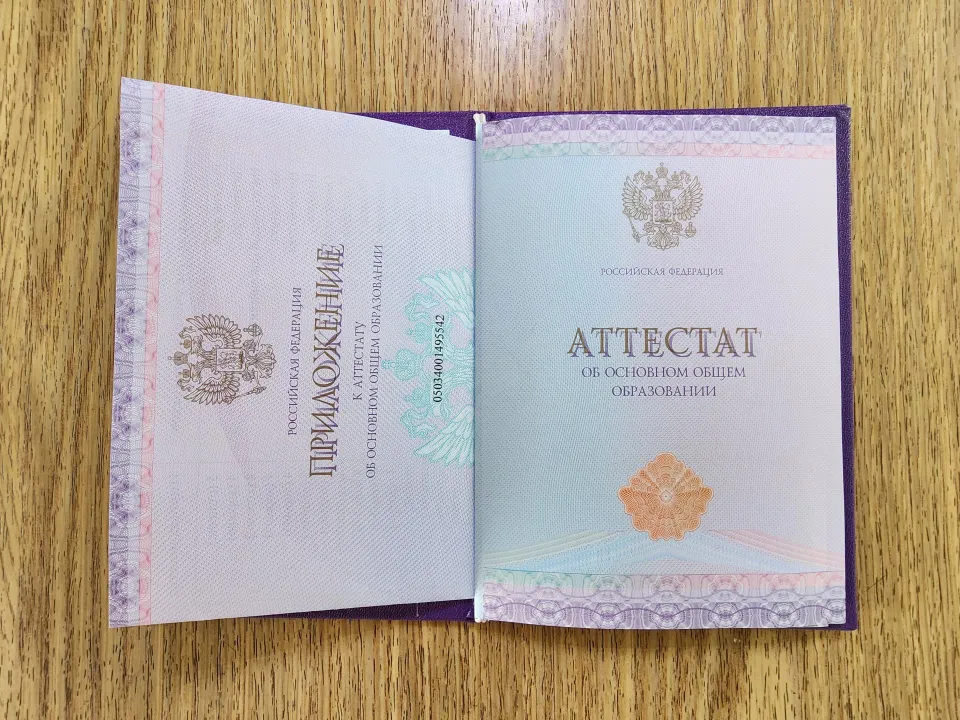 РОССИЙСКАЯ ФЕДЕРАЦИЯ
ПРИЛОЖЕНИЕ
К АТТЕСТАТУ
ОБ ОСНОВНОМ ОБЩЕМ ОБРАЗОВАНИИ
05034001495542
РОССИЙСКАЯ ФЕДЕРАЦИЯ
АТТЕСТАТ
ОБ ОСНОВНОМ ОБЩЕМ
ОБРАЗОВАНИИ